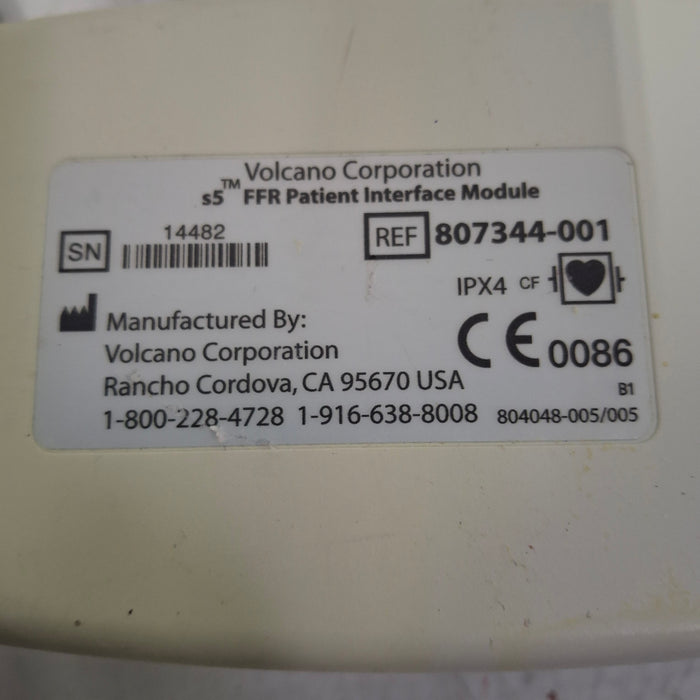 Volcano Corporation
s5™ FFR Patient Interface Module
SN 14482 REF 807344-001
IPX4 CF
Manufactured By:
Volcano Corporation
CE 0086
Rancho Cordova, CA 95670 USA
B1
1-800-228-4728 1-916-638-8008 804048-005/005